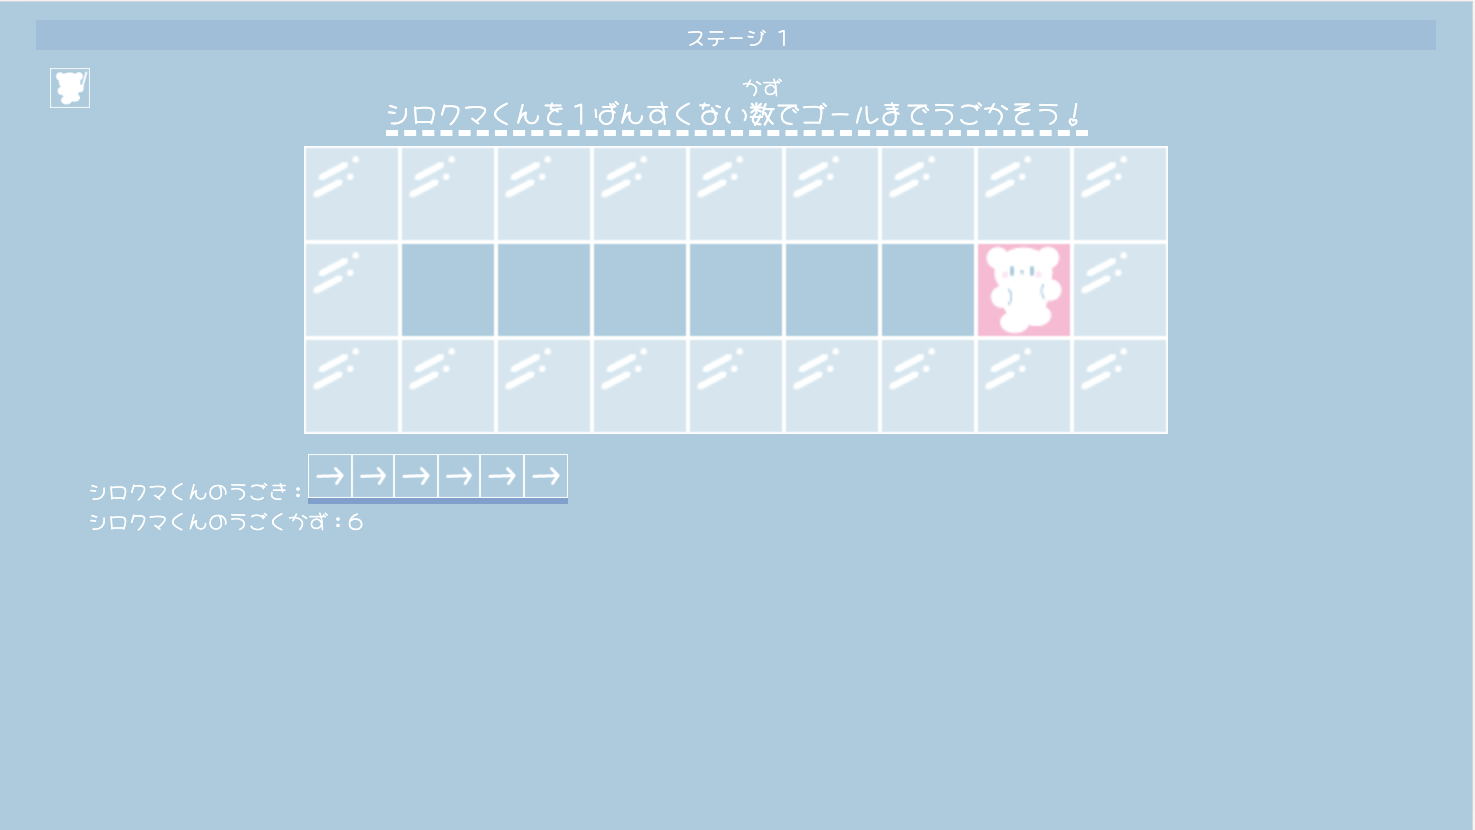 ステージ 1
かず
シロクマくんを1ばんすくない数でゴールまでうごかそう!
シロクマくんのうごき:→→→→→→
シロクマくんのうごくかず:6